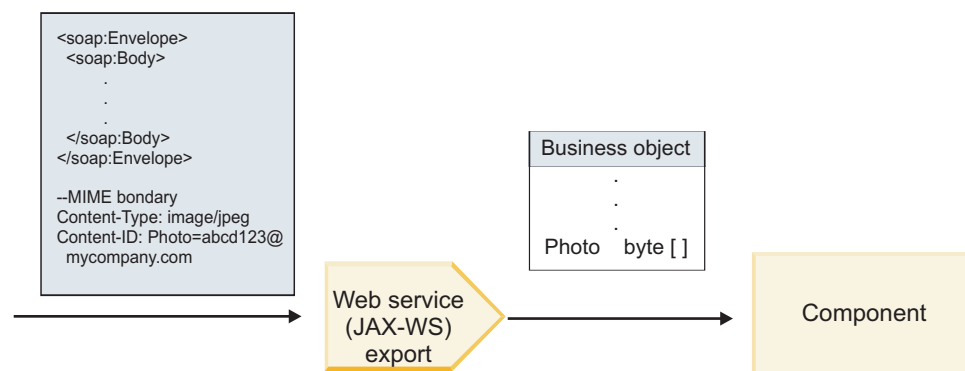 <soap:Envelope>
<soap:Body>
.
.
.
</soap:Body>
</soap:Envelope>
--MIME bondary
Content-Type: image/jpeg
Content-ID: Photo=abcd123@
mycompany.com
Business object
.
.
.
Photo byte [ ]
Web service
(JAX-WS)
export
Component